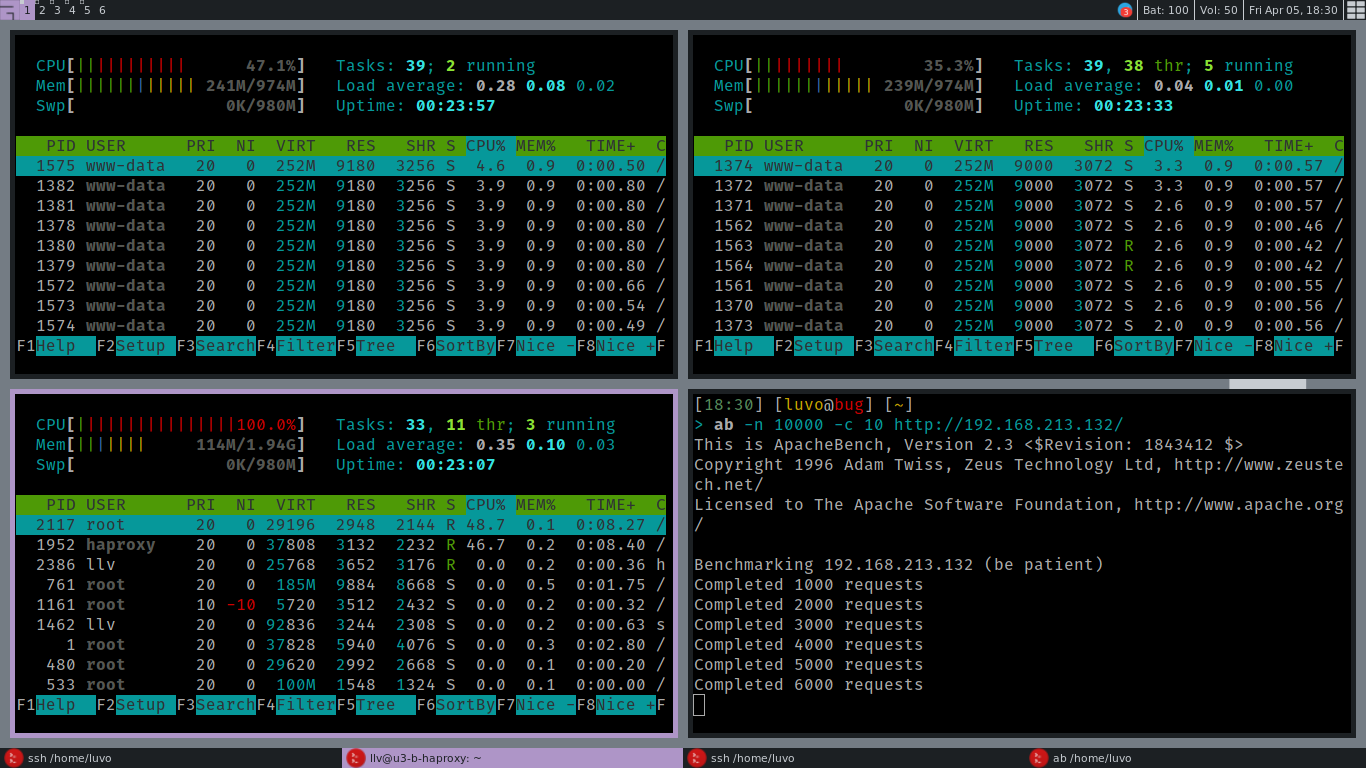 1 2 3 4 5 6
3 Bat: 100 Vol: 50 Fri Apr 05, 18:30
CPU[||||||||||| 47.1%] Tasks: 39; 2 running
Mem[|||||||||||||| 241M/974M] Load average: 0.28 0.08 0.02
Swp[ 0K/980M] Uptime: 00:23:57
PID USER PRI NI VIRT RES SHR S CPU% MEM% TIME+ C
1575 www-data 20 0 252M 9180 3256 S 4.6 0.9 0:00.50 /
1382 www-data 20 0 252M 9180 3256 S 3.9 0.9 0:00.80 /
1381 www-data 20 0 252M 9180 3256 S 3.9 0.9 0:00.80 /
1378 www-data 20 0 252M 9180 3256 S 3.9 0.9 0:00.80 /
1380 www-data 20 0 252M 9180 3256 S 3.9 0.9 0:00.80 /
1379 www-data 20 0 252M 9180 3256 S 3.9 0.9 0:00.80 /
1572 www-data 20 0 252M 9180 3256 S 3.9 0.9 0:00.66 /
1573 www-data 20 0 252M 9180 3256 S 3.9 0.9 0:00.54 /
1574 www-data 20 0 252M 9180 3256 S 3.9 0.9 0:00.49 /
F1Help F2Setup F3SearchF4FilterF5Tree F6SortByF7Nice -F8Nice +F
CPU[||||||||| 35.3%] Tasks: 39, 38 thr; 5 running
Mem[|||||||||||||| 239M/974M] Load average: 0.04 0.01 0.00
Swp[ 0K/980M] Uptime: 00:23:33
PID USER PRI NI VIRT RES SHR S CPU% MEM% TIME+ C
1374 www-data 20 0 252M 9000 3072 S 3.3 0.9 0:00.57 /
1372 www-data 20 0 252M 9000 3072 S 3.3 0.9 0:00.57 /
1371 www-data 20 0 252M 9000 3072 S 2.6 0.9 0:00.57 /
1562 www-data 20 0 252M 9000 3072 S 2.6 0.9 0:00.46 /
1563 www-data 20 0 252M 9000 3072 R 2.6 0.9 0:00.42 /
1564 www-data 20 0 252M 9000 3072 R 2.6 0.9 0:00.42 /
1561 www-data 20 0 252M 9000 3072 S 2.6 0.9 0:00.55 /
1370 www-data 20 0 252M 9000 3072 S 2.6 0.9 0:00.56 /
1373 www-data 20 0 252M 9000 3072 S 2.0 0.9 0:00.56 /
F1Help F2Setup F3SearchF4FilterF5Tree F6SortByF7Nice -F8Nice +F
CPU[||||||||||||||||100.0%] Tasks: 33, 11 thr; 3 running
Mem[||||||| 114M/1.94G] Load average: 0.35 0.10 0.03
Swp[ 0K/980M] Uptime: 00:23:07
PID USER PRI NI VIRT RES SHR S CPU% MEM% TIME+ C
2117 root 20 0 29196 2948 2144 R 48.7 0.1 0:08.27 /
1952 haproxy 20 0 37808 3132 2232 R 46.7 0.2 0:08.40 /
2386 llv 20 0 25768 3652 3176 R 0.0 0.2 0:00.36 h
761 root 20 0 185M 9884 8668 S 0.0 0.5 0:01.75 /
1161 root 10 -10 5720 3512 2432 S 0.0 0.2 0:00.32 /
1462 llv 20 0 92836 3244 2308 S 0.0 0.2 0:00.63 s
1 root 20 0 37828 5940 4076 S 0.0 0.3 0:02.80 /
480 root 20 0 29620 2992 2668 S 0.0 0.1 0:00.20 /
533 root 20 0 100M 1548 1324 S 0.0 0.1 0:00.00 /
F1Help F2Setup F3SearchF4FilterF5Tree F6SortByF7Nice -F8Nice +F
[18:30] [luvo@bug] [~]
> ab -n 10000 -c 10 http://192.168.213.132/
This is ApacheBench, Version 2.3 <$Revision: 1843412 $>
Copyright 1996 Adam Twiss, Zeus Technology Ltd, http://www.zeuste
ch.net/
Licensed to The Apache Software Foundation, http://www.apache.org
/
Benchmarking 192.168.213.132 (be patient)
Completed 1000 requests
Completed 2000 requests
Completed 3000 requests
Completed 4000 requests
Completed 5000 requests
Completed 6000 requests
ssh /home/luvo
llv@u3-b-haproxy: ~
ssh /home/luvo
ab /home/luvo